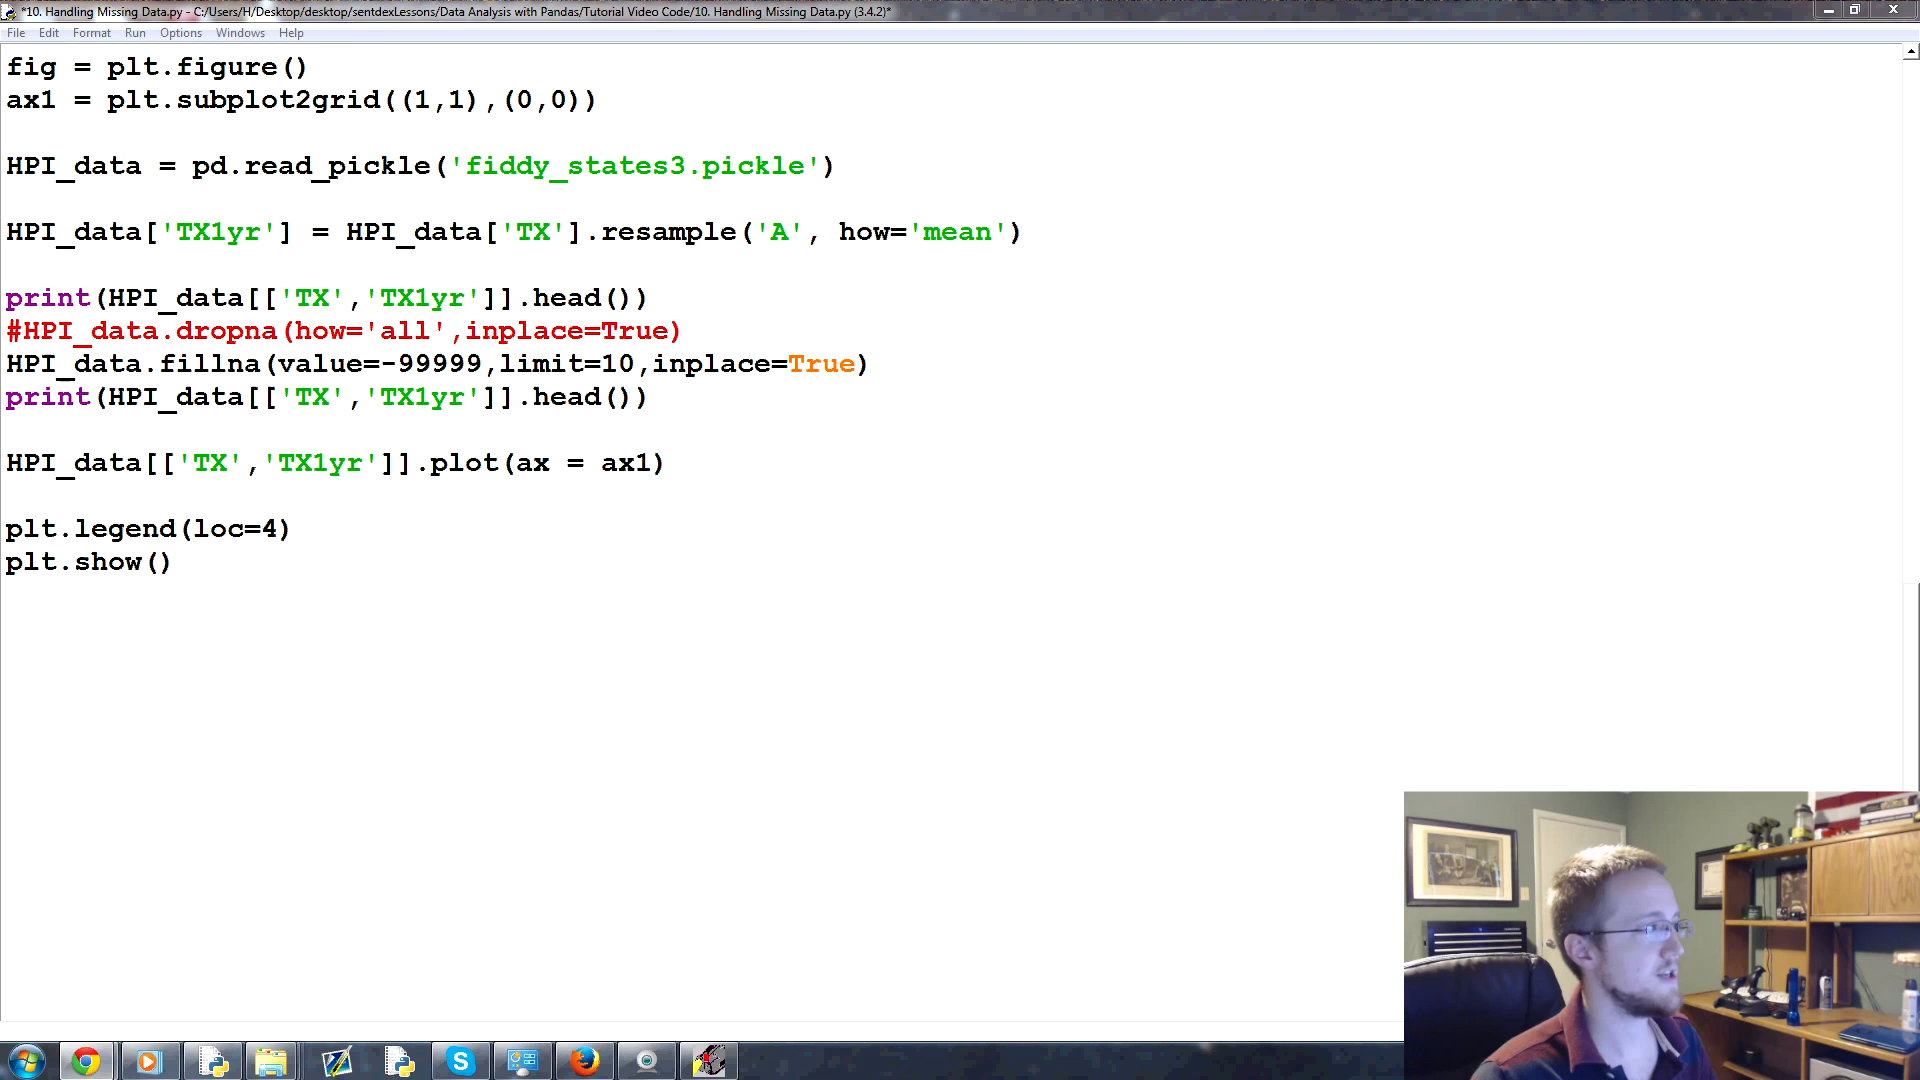 *10. Handling Missing Data.py - C:/Users/H/Desktop/desktop/sentdexLessons/Data Analysis with Pandas/Tutorial Video Code/10. Handling Missing Data.py (3.4.2)*
File Edit Format Run Options Windows Help
fig = plt.figure()
ax1 = plt.subplot2grid((1,1),(0,0))
HPI_data = pd.read_pickle('fiddy_states3.pickle')
HPI_data['TX1yr'] = HPI_data['TX'].resample('A', how='mean')
print(HPI_data[['TX','TX1yr']].head())
#HPI_data.dropna(how='all',inplace=True)
HPI_data.fillna(value=-99999,limit=10,inplace=True)
print(HPI_data[['TX','TX1yr']].head())
HPI_data[['TX','TX1yr']].plot(ax = ax1)
plt.legend(loc=4)
plt.show()